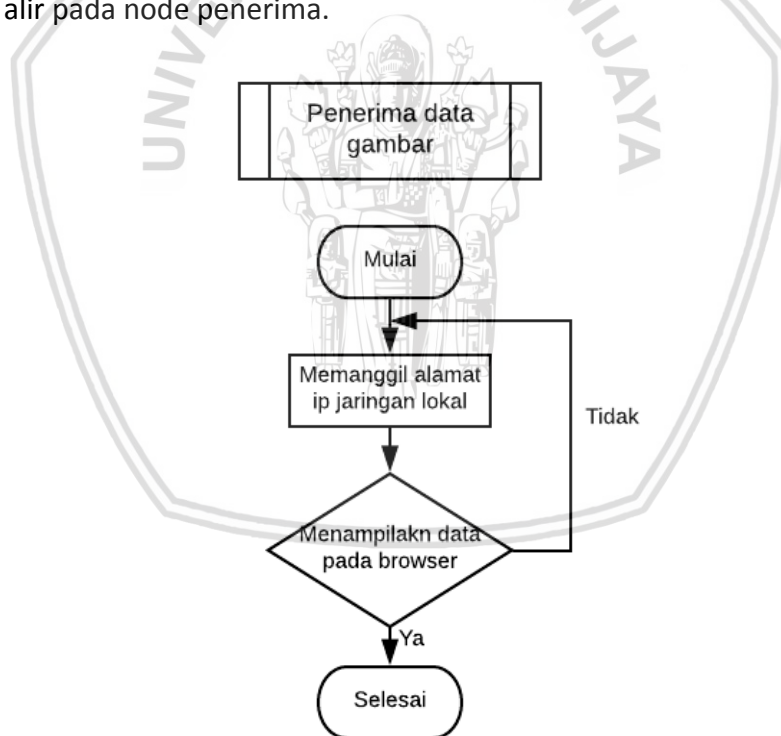 alir pada node penerima.
Penerima data
gambar
Mulai
Memanggil alamat
ip jaringan lokal
Tidak
Menampilakn data
pada browser
Ya
Selesai